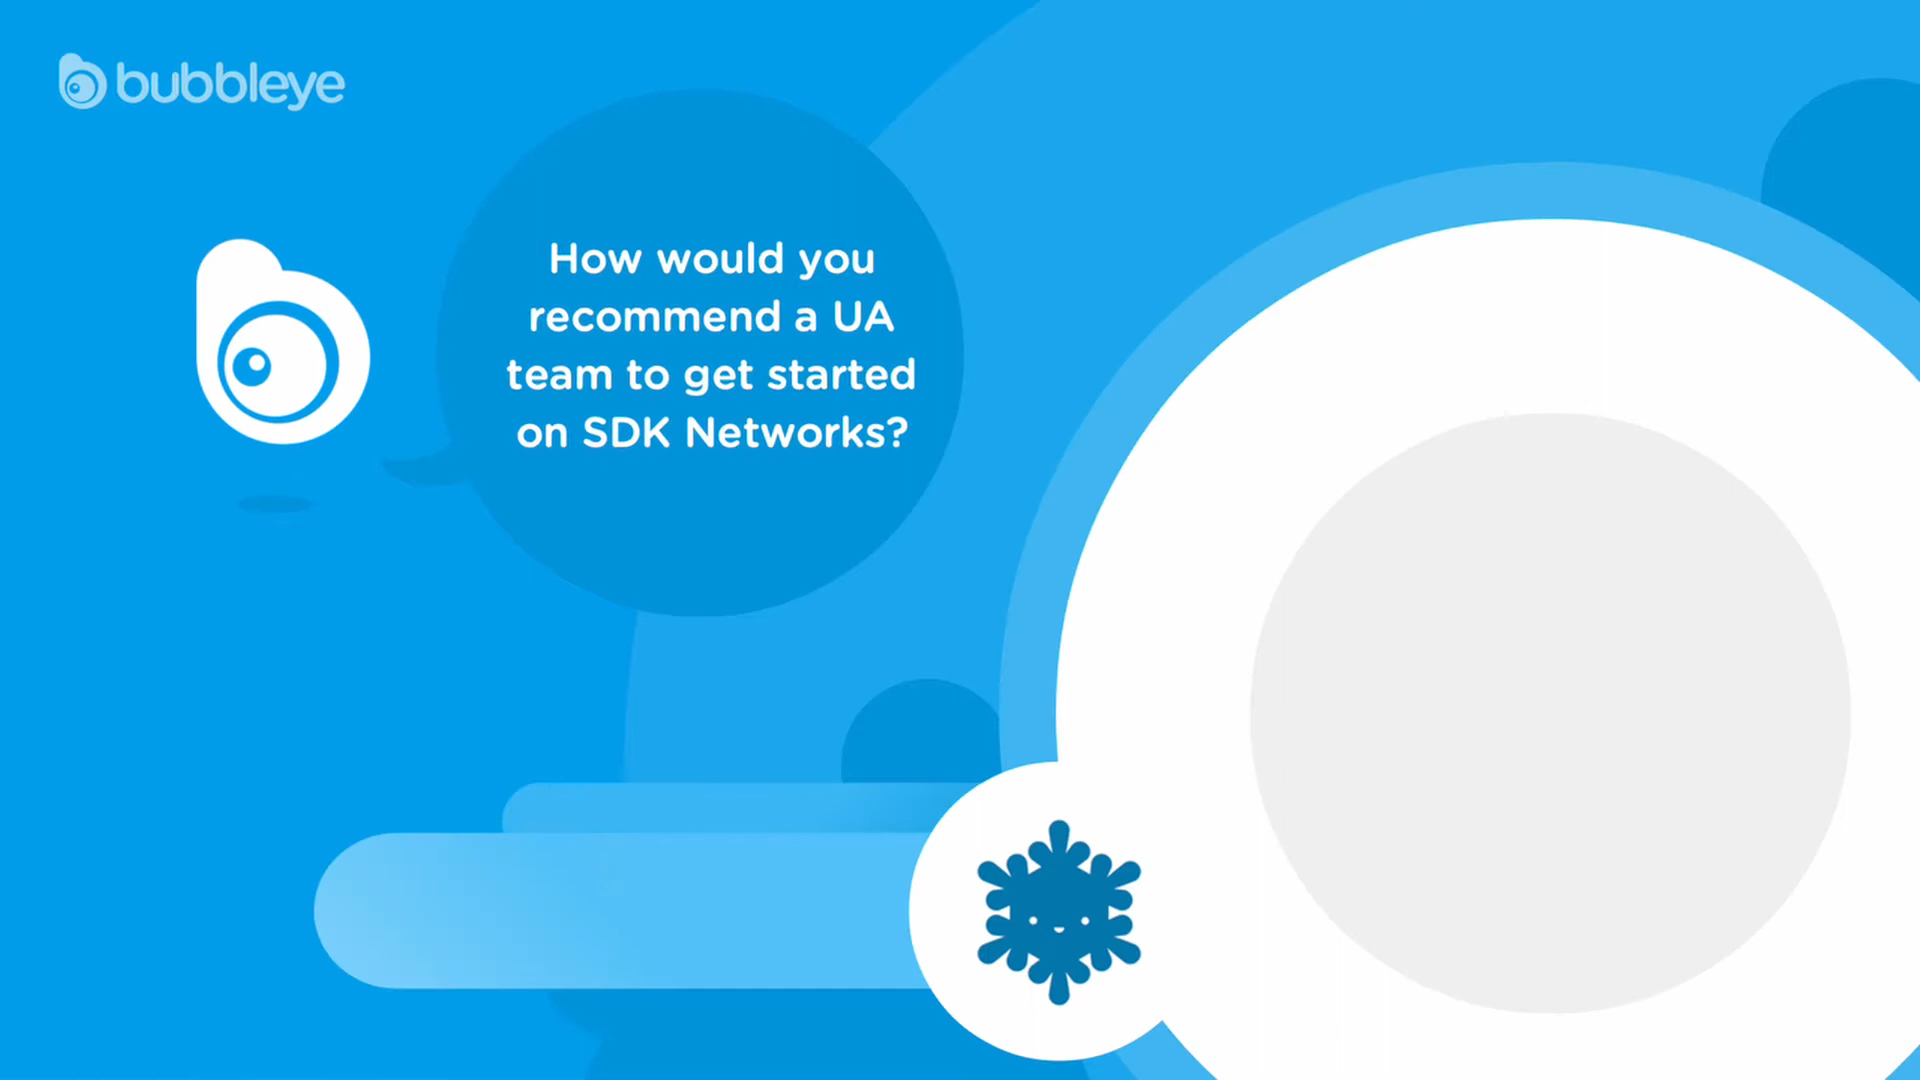 bubbleye
How would you
recommend a UA
team to get started
on SDK Networks?